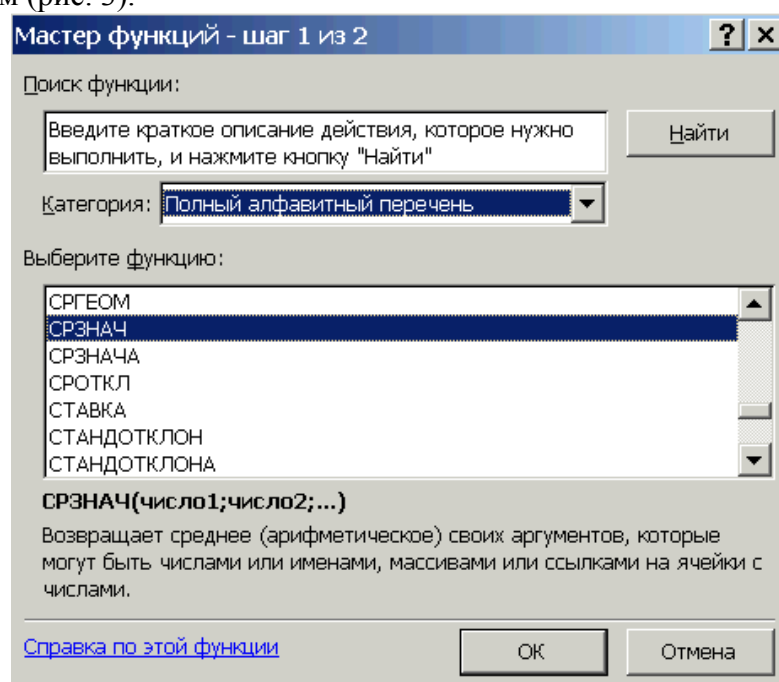 м (рис. 3).
Мастер функций - шаг 1 из 2
Поиск функции:
Введите краткое описание действия, которое нужно
выполнить, и нажмите кнопку "Найти"
Найти
Категория: Полный алфавитный перечень
Выберите функцию:
СРГЕОМ
СРЗНАЧ
СРЗНАЧА
СРОТКЛ
СТАВКА
СТАНДОТКЛОН
СТАНДОТКЛОНА
СРЗНАЧ(число1;число2;...)
Возвращает среднее (арифметическое) своих аргументов, которые
могут быть числами или именами, массивами или ссылками на ячейки с
числами.
Справка по этой функции
ОК
Отмена